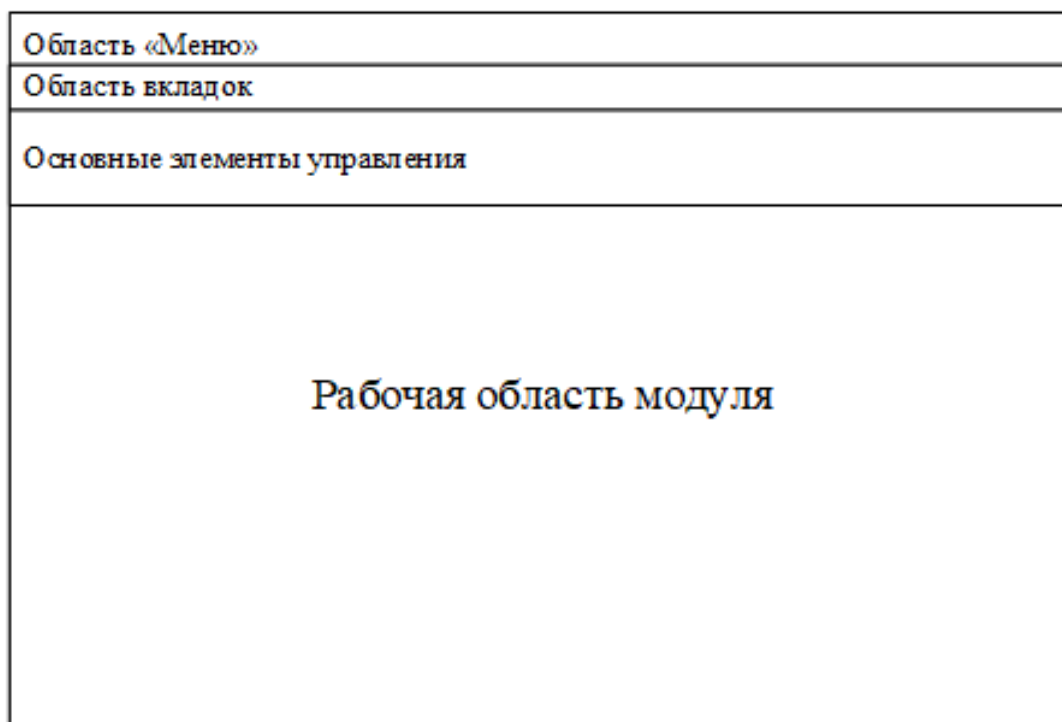 Область «Меню»
Область вкладок
Основные элементы управления
Рабочая область модуля